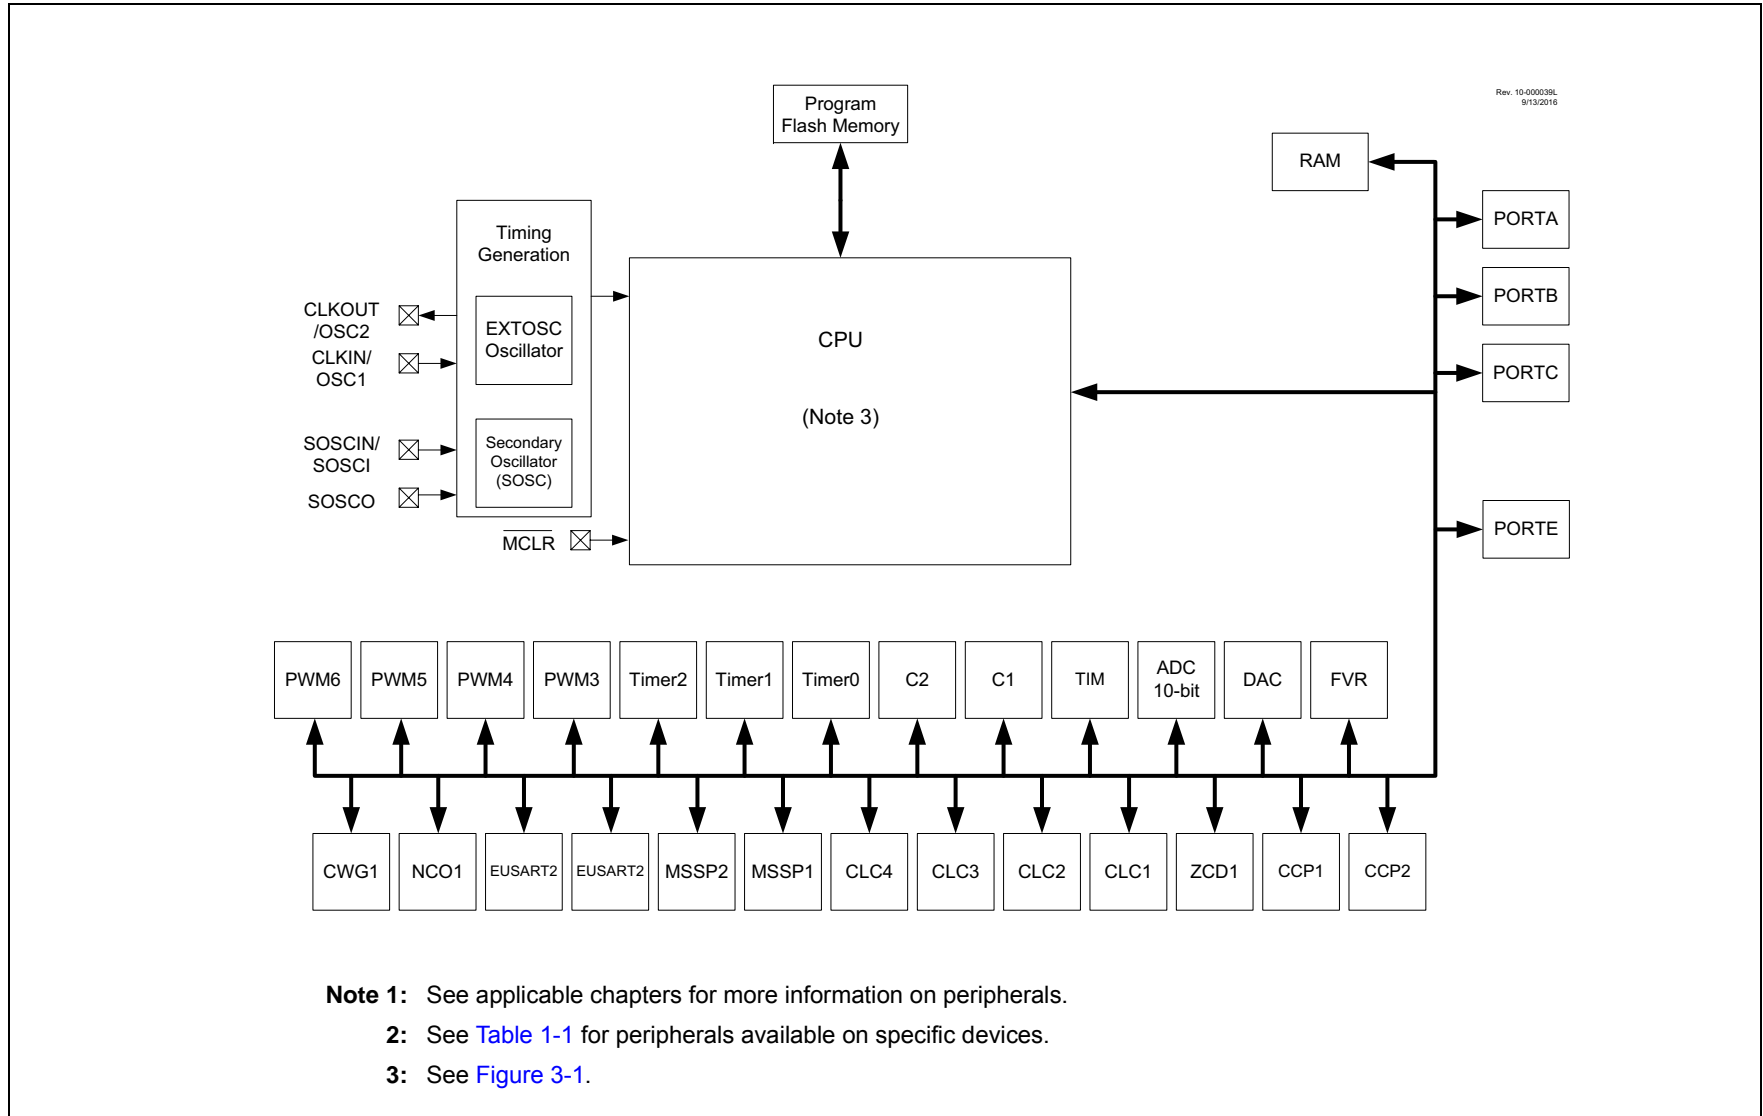 Rev. 10-000039L
9/13/2016
Program
Flash Memory
RAM
PORTA
PORTB
PORTC
PORTE
Timing
Generation
EXTOSC
Oscillator
Secondary
Oscillator
(SOSC)
CLKOUT
/OSC2
CLKIN/
OSC1
SOSCIN/
SOSCI
SOSCO
MCLR
CPU
(Note 3)
PWM6
PWM5
PWM4
PWM3
Timer2
Timer1
Timer0
C2
C1
TIM
ADC
10-bit
DAC
FVR
CWG1
NCO1
EUSART2
EUSART2
MSSP2
MSSP1
CLC4
CLC3
CLC2
CLC1
ZCD1
CCP1
CCP2
Note 1: See applicable chapters for more information on peripherals.
2: See Table 1-1 for peripherals available on specific devices.
3: See Figure 3-1.